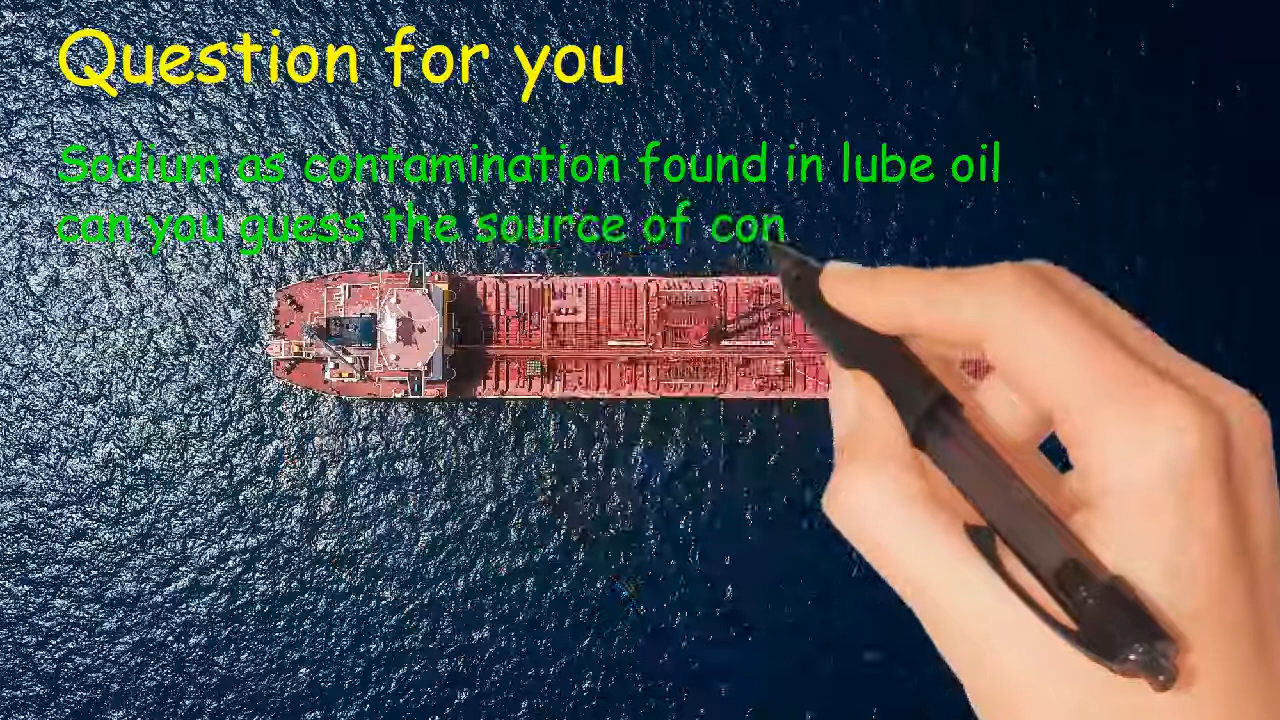 Question for you
Sodium as contamination found in lube oil
can you guess the source of con